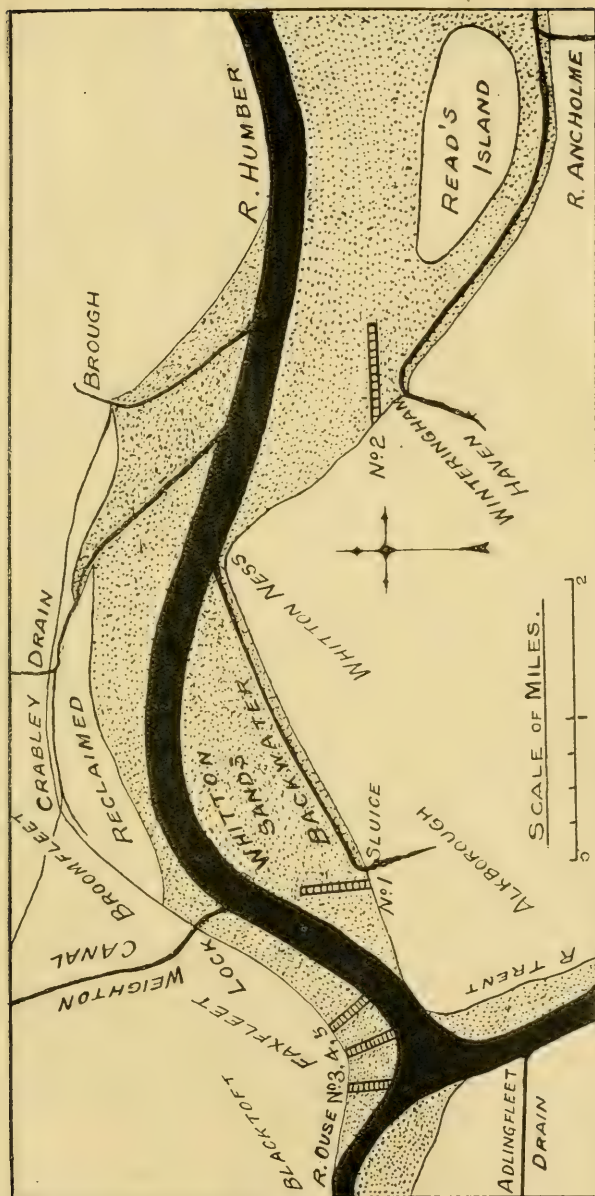 R. HUMBER
READ'S
ISLAND
R. ANCHOLME
BROUGH
No 2
WINTERINGHAM
HAVEN
WHITTON NESS
CRABLEY DRAIN
RECLAIMED
BROOMFLEET
WHITTON
SANDS
BACKWATER
No 1 SLUICE
ALKBOROUGH
SCALE OF MILES.
0 1 2
WEIGHTON
CANAL
FAXFLEET
LOCK
BLACKTOFT
R. OUSE No 3, 4, 5
R TRENT
ADLINGFLEET
DRAIN